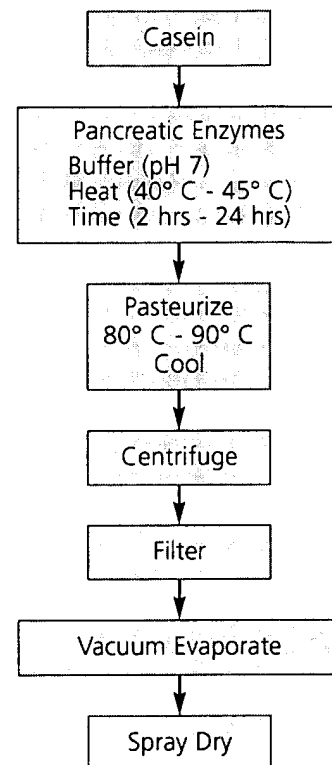 Casein
Pancreatic Enzymes
Buffer (pH 7)
Heat (40° C - 45° C)
Time (2 hrs - 24 hrs)
Pasteurize
80° C - 90° C
Cool
Centrifuge
Filter
Vacuum Evaporate
Spray Dry